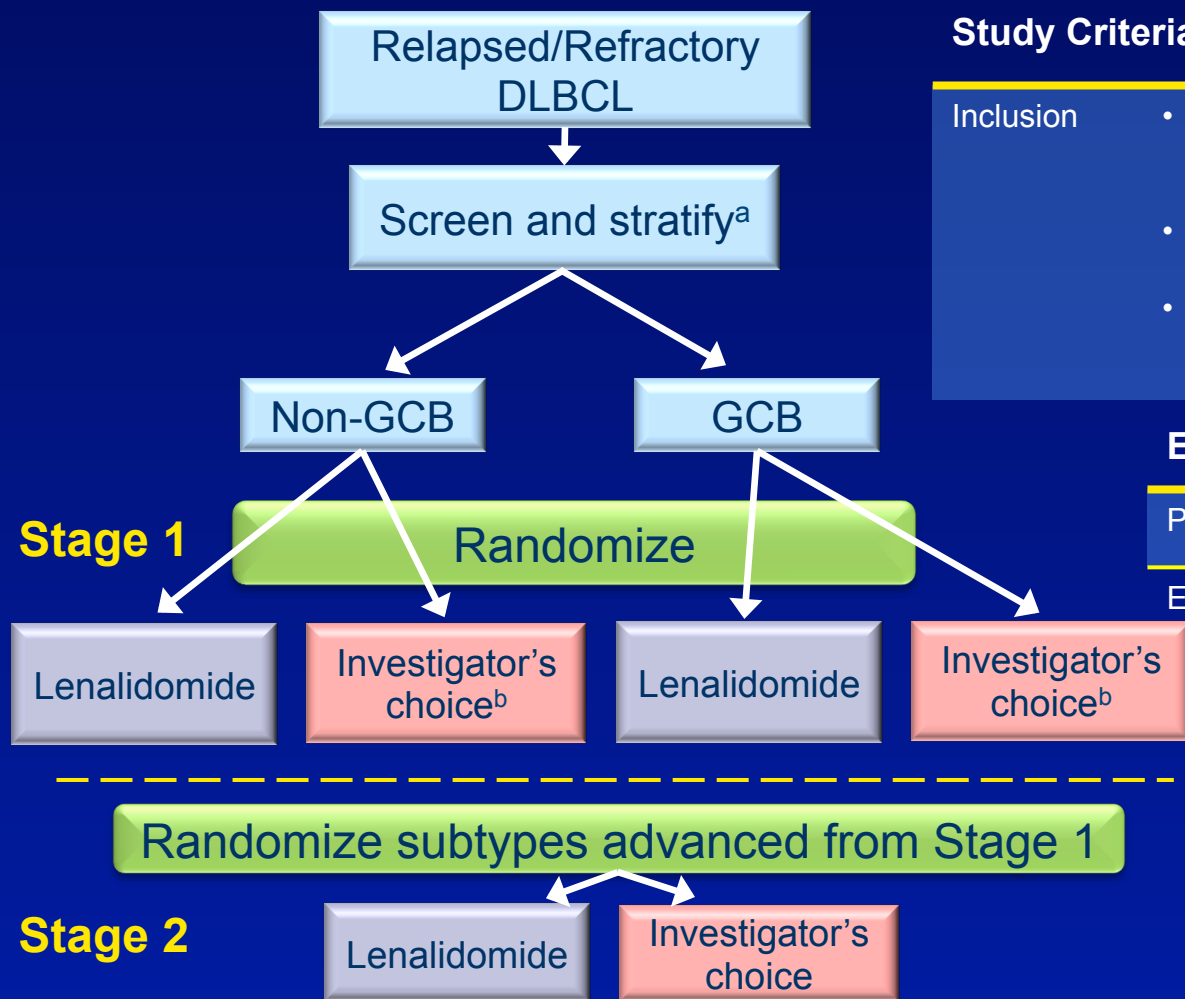 Relapsed/Refractory
DLBCL
Screen and stratifyᵃ
Non-GCB
GCB
Stage 1
Randomize
Lenalidomide
Investigator’s
choiceᵇ
Lenalidomide
Investigator’s
choiceᵇ
Randomize subtypes advanced from Stage 1
Stage 2
Lenalidomide
Investigator’s
choice
Study Criteria
Inclusion •
•
•
E
P
E